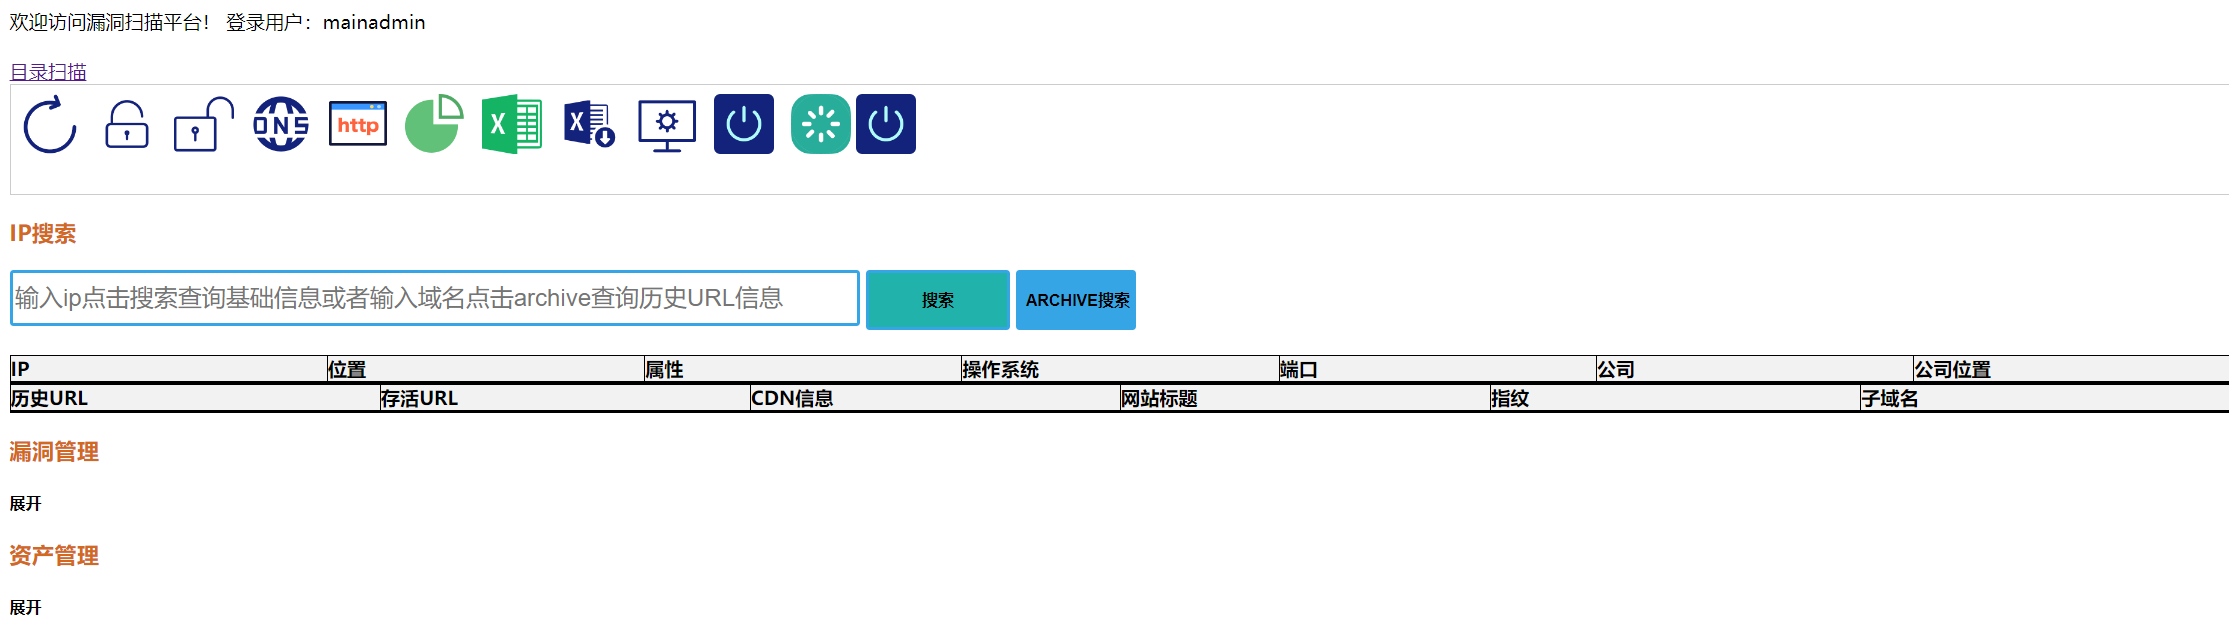 欢迎访问漏洞扫描平台！ 登录用户：mainadmin
目录扫描
DNS http X X
IP搜索
输入ip点击搜索查询基础信息或者输入域名点击archive查询历史URL信息 搜索 ARCHIVE搜索
IP 位置 属性 操作系统 端口 公司 公司位置
历史URL 存活URL CDN信息 网站标题 指纹 子域名
漏洞管理
展开
资产管理
展开